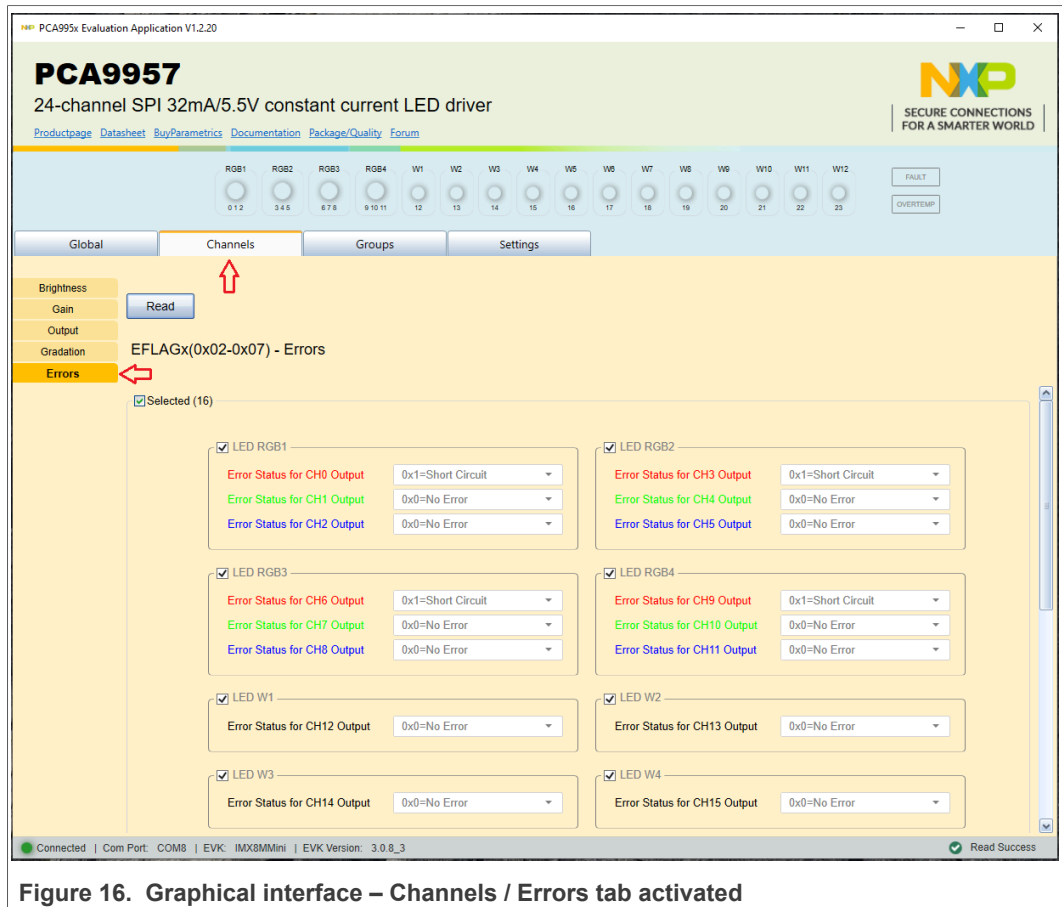 PCA995x Evaluation Application V1.2.20
PCA9957
24-channel SPI 32mA/5.5V constant current LED driver
Productpage Datasheet BuyParametrics Documentation Package/Quality Forum
NXP
SECURE CONNECTIONS
FOR A SMARTER WORLD
RGB1 RGB2 RGB3 RGB4 W1 W2 W3 W4 W5 W6 W7 W8 W9 W10 W11 W12
0 1 2 3 4 5 6 7 8 9 10 11 12 13 14 15 16 17 18 19 20 21 22 23
FAULT
OVERTEMP
Global Channels Groups Settings
Brightness
Gain
Output
Gradation
Errors
Read
EFLAGx(0x02-0x07) - Errors
Selected (16)
LED RGB1
Error Status for CH0 Output 0x1=Short Circuit
Error Status for CH1 Output 0x0=No Error
Error Status for CH2 Output 0x0=No Error
LED RGB2
Error Status for CH3 Output 0x1=Short Circuit
Error Status for CH4 Output 0x0=No Error
Error Status for CH5 Output 0x0=No Error
LED RGB3
Error Status for CH6 Output 0x1=Short Circuit
Error Status for CH7 Output 0x0=No Error
Error Status for CH8 Output 0x0=No Error
LED RGB4
Error Status for CH9 Output 0x1=Short Circuit
Error Status for CH10 Output 0x0=No Error
Error Status for CH11 Output 0x0=No Error
LED W1
Error Status for CH12 Output 0x0=No Error
LED W2
Error Status for CH13 Output 0x0=No Error
LED W3
Error Status for CH14 Output 0x0=No Error
LED W4
Error Status for CH15 Output 0x0=No Error
Connected | Com Port: COM8 | EVK: IMX8MMini | EVK Version: 3.0.8_3
Read Success
Figure 16. Graphical interface – Channels / Errors tab activated